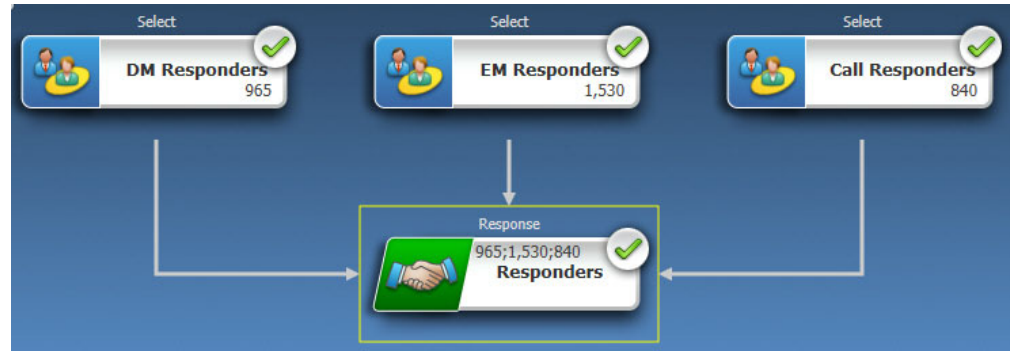 Select
DM Responders
965
Select
EM Responders
1,530
Select
Call Responders
840
Response
965;1,530;840
Responders